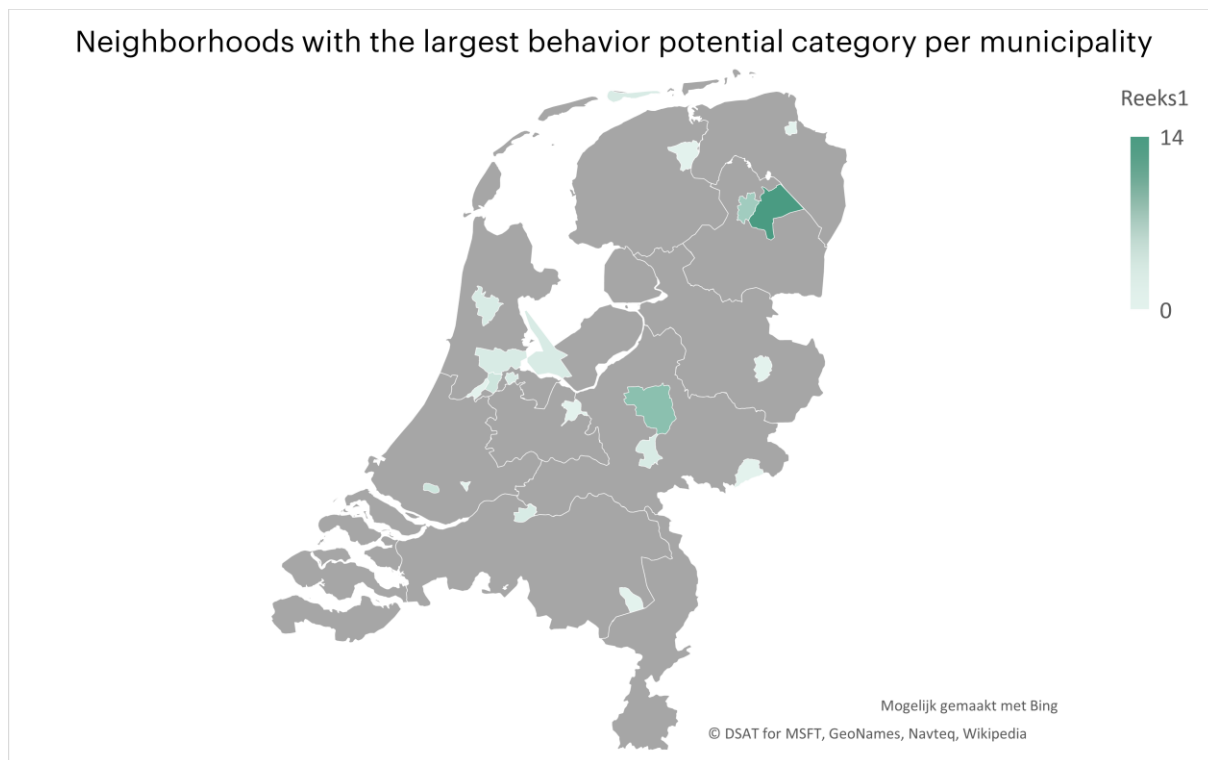 Neighborhoods with the largest behavior potential category per municipality
Reeks1
14
0
Mogelijk gemaakt met Bing
© DSAT for MSFT, GeoNames, Navteq, Wikipedia